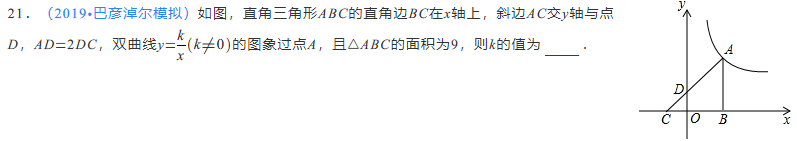 21．（2019•巴彦淖尔模拟）如图，直角三角形ABC的直角边BC在x轴上，斜边AC交y轴与点
D，AD=2DC，双曲线y=k/x(k≠0)的图象过点A，且△ABC的面积为9，则k的值为 ____ ．
y
A
D
C O B x